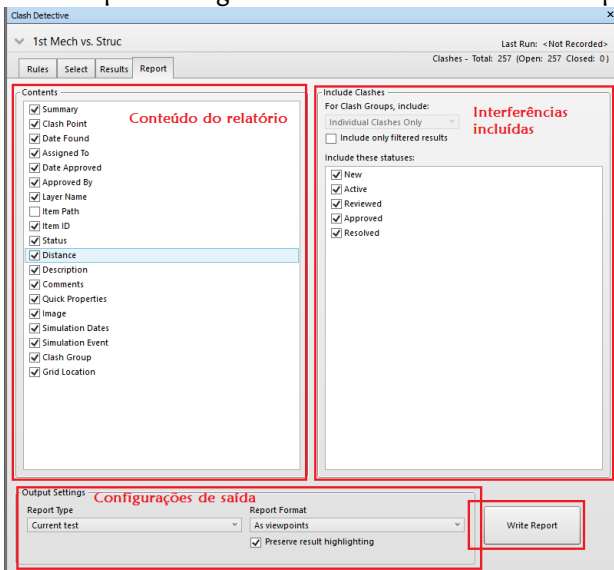 Clash Detective
1st Mech vs. Struc
Last Run: <Not Recorded>
Clashes - Total: 257 (Open: 257 Closed: 0)
Rules Select Results Report
Contents
Conteúdo do relatório
Summary
Clash Point
Date Found
Assigned To
Date Approved
Approved By
Layer Name
Item Path
Item ID
Status
Distance
Description
Comments
Quick Properties
Image
Simulation Dates
Simulation Event
Clash Group
Grid Location
Include Clashes
For Clash Groups, include:
Individual Clashes Only
Interferências
incluídas
Include only filtered results
Include these statuses:
New
Active
Reviewed
Approved
Resolved
Output Settings
Configurações de saída
Report Type
Current test
Report Format
As viewpoints
Preserve result highlighting
Write Report